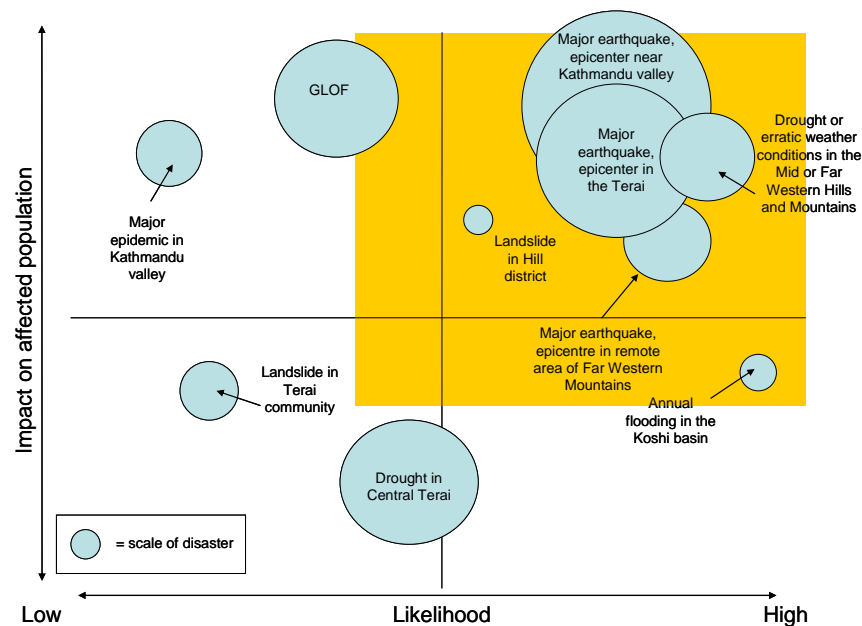 Major earthquake,
epicenter near
Kathmandu valley
GLOF
Drought or
erratic weather
conditions in the
Mid or Far
Western Hills
and Mountains
Major
earthquake,
epicenter in
the Terai
Major
epidemic in
Kathmandu
valley
Landslide
in Hill
district
Impact on affected population
Major earthquake,
epicentre in remote
area of Far Western
Mountains
Landslide in
Terai
community
Annual
flooding in the
Koshi basin
Drought in
Central Terai
= scale of disaster
Low
Likelihood
High